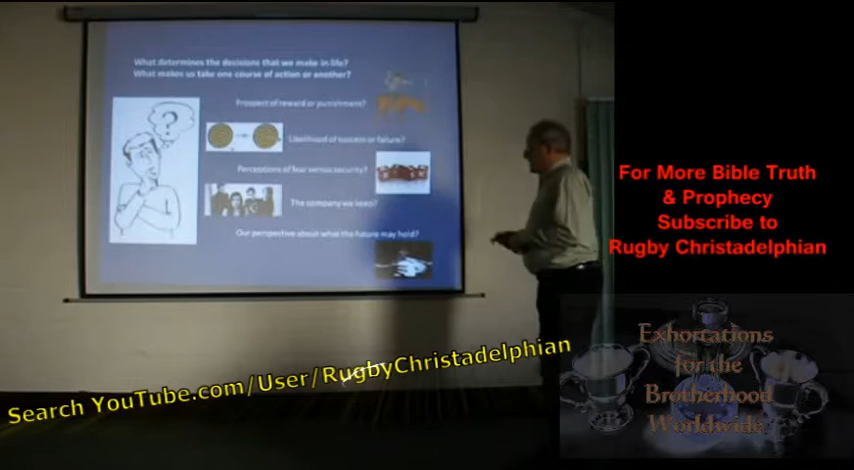 What determines the decisions that we make in life?
What makes us take one course of action or another?
Prospect of reward or punishment?
Likelihood of success or failure?
Perceptions of fear versus security?
The company we keep?
Our perspective about what the future may hold?
?
For More Bible Truth
& Prophecy
Subscribe to
Rugby Christadelphian
Exhortations
for the
Brotherhood
Worldwide
Search YouTube.com/User/RugbyChristadelphian